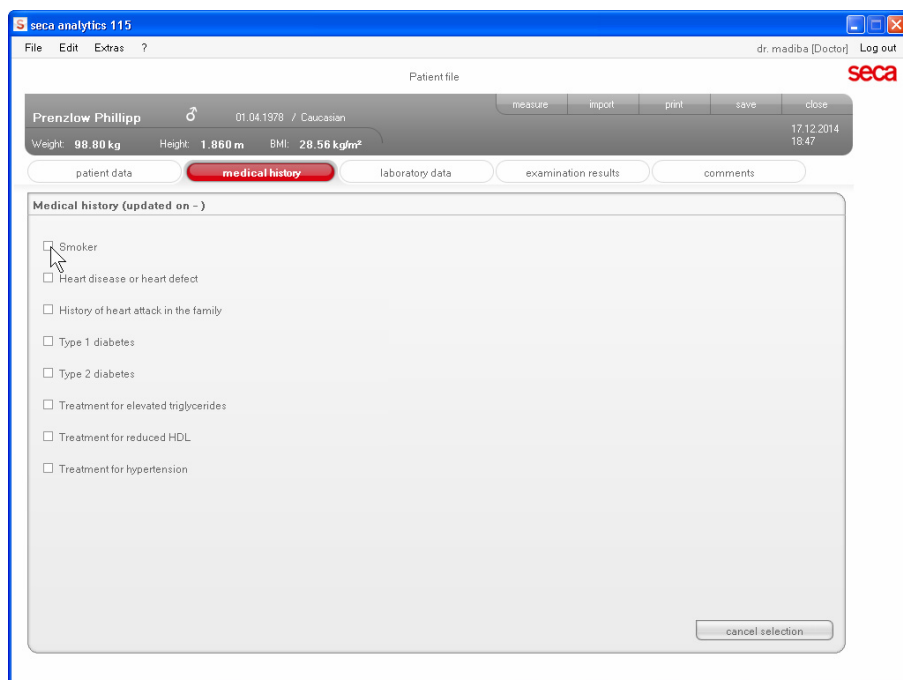 S seca analytics 115
File Edit Extras ? dr. madiba [Doctor] Log out
Patient file seca
measure import print save close
Prenzlow Phillipp ♂ 01.04.1978 / Caucasian
17.12.2014
Weight: 98.80 kg Height: 1.860 m BMI: 28.56 kg/m²
18:47
patient data medical history laboratory data examination results comments
Medical history (updated on - )
Smoker
Heart disease or heart defect
History of heart attack in the family
Type 1 diabetes
Type 2 diabetes
Treatment for elevated triglycerides
Treatment for reduced HDL
Treatment for hypertension
cancel selection